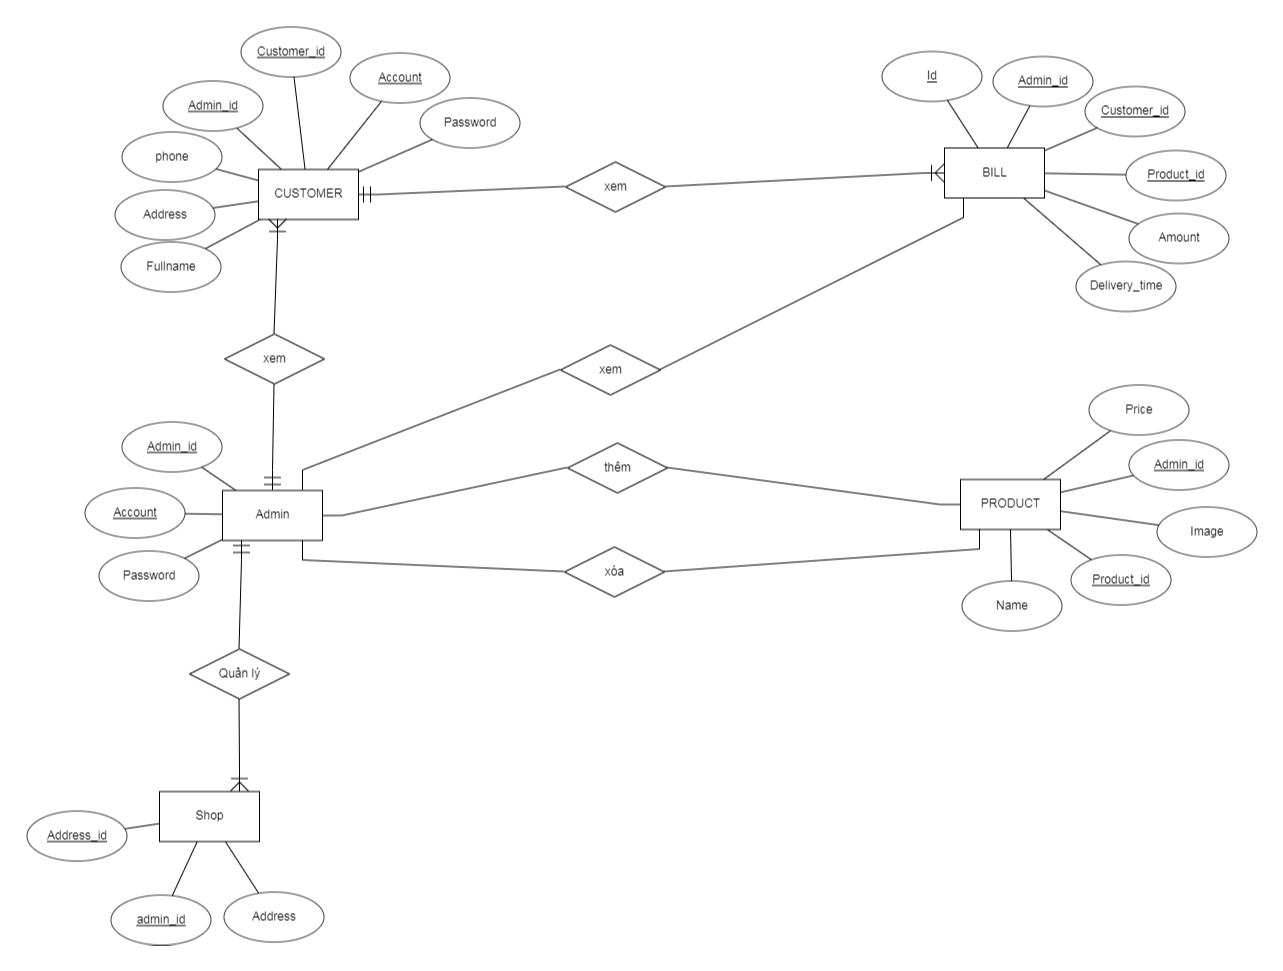 Customer_id
Account
Admin_id
Password
phone
Address
Fullname
CUSTOMER
xem
Id
Admin_id
Customer_id
BILL
Product_id
Amount
Delivery_time
xem
xem
Admin_id
Account
Password
Admin
thêm
xóa
Price
Admin_id
PRODUCT
Image
Product_id
Name
Quản lý
Shop
Address_id
admin_id
Address